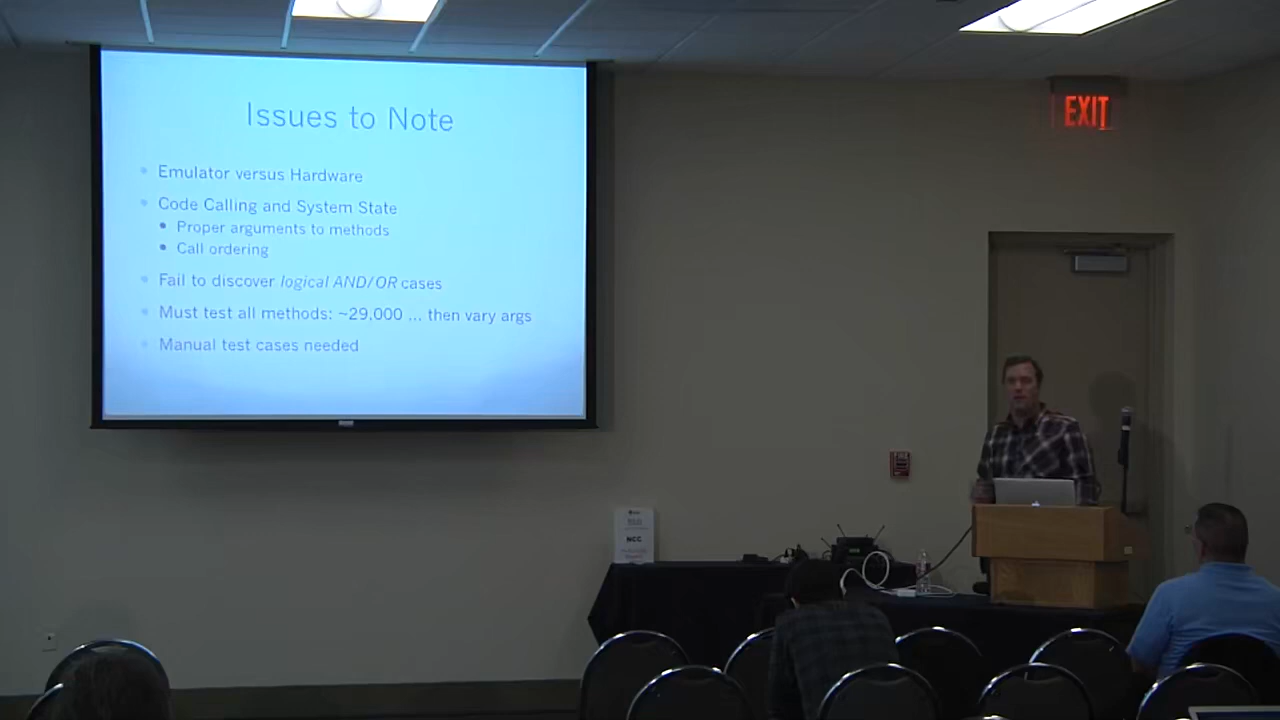 Issues to Note
Emulator versus Hardware
Code Calling and System State
Proper arguments to methods
Call ordering
Fail to discover logical AND/OR cases
Must test all methods: ~29,000 ... then vary args
Manual test cases needed
EXIT
NCC